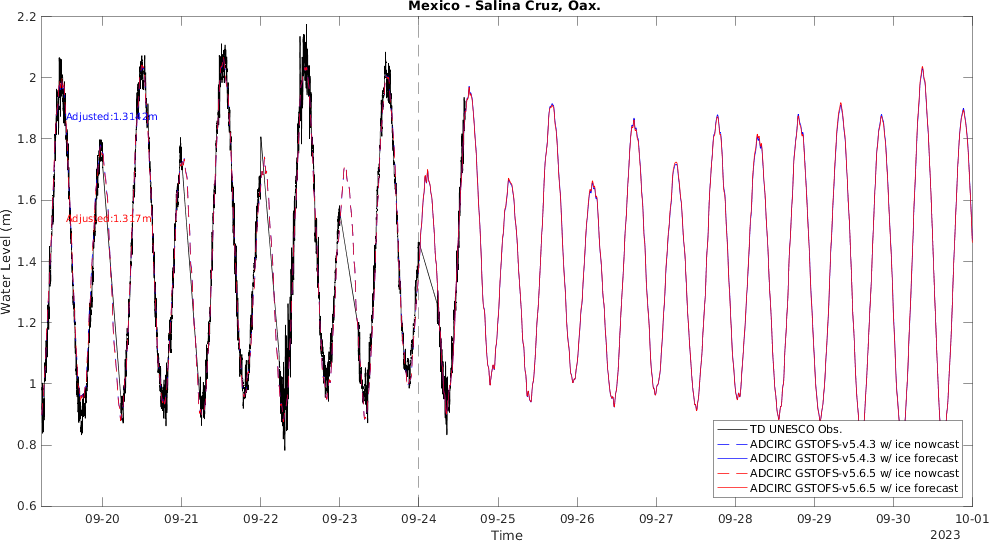 Mexico - Salina Cruz, Oax.
2.2
2
1.8
1.6
1.4
1.2
1
0.8
0.6
Water Level (m)
Adjusted:1.3142m
Adjusted:1.317m
TD UNESCO Obs.
ADCIRC GSTOFS-v5.4.3 w/ ice nowcast
ADCIRC GSTOFS-v5.4.3 w/ ice forecast
ADCIRC GSTOFS-v5.6.5 w/ ice nowcast
ADCIRC GSTOFS-v5.6.5 w/ ice forecast
09-20 09-21 09-22 09-23 09-24 09-25 09-26 09-27 09-28 09-29 09-30 10-01
Time
2023